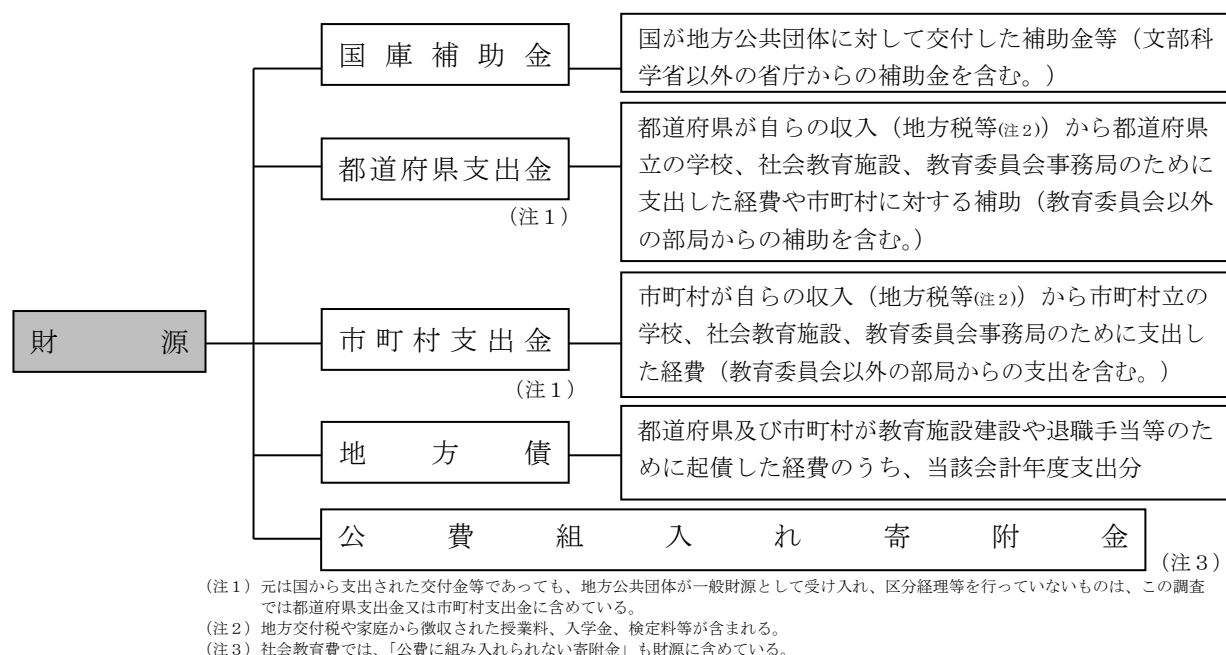 国庫補助金
国が地方公共団体に対して交付した補助金等（文部科
学省以外の省庁からの補助金を含む。）
都道府県支出金
（注１）
都道府県が自らの収入（地方税等(注２)）から都道府県
立の学校、社会教育施設、教育委員会事務局のために
支出した経費や市町村に対する補助（教育委員会以外
の部局からの補助を含む。）
財源
市町村支出金
（注１）
市町村が自らの収入（地方税等(注２)）から市町村立の
学校、社会教育施設、教育委員会事務局のために支出し
た経費（教育委員会以外の部局からの支出を含む。）
地方債
都道府県及び市町村が教育施設建設や退職手当等のた
めに起債した経費のうち、当該会計年度支出分
公費組入れ寄附金
（注３）
（注１）元は国から支出された交付金等であっても、地方公共団体が一般財源として受け入れ、区分経理等を行っていないものは、この調査
では都道府県支出金又は市町村支出金に含めている。
（注２）地方交付税や家庭から徴収された授業料、入学金、検定料等が含まれる。
（注３）社会教育費では、「公費に組み入れられない寄附金」も財源に含めている。